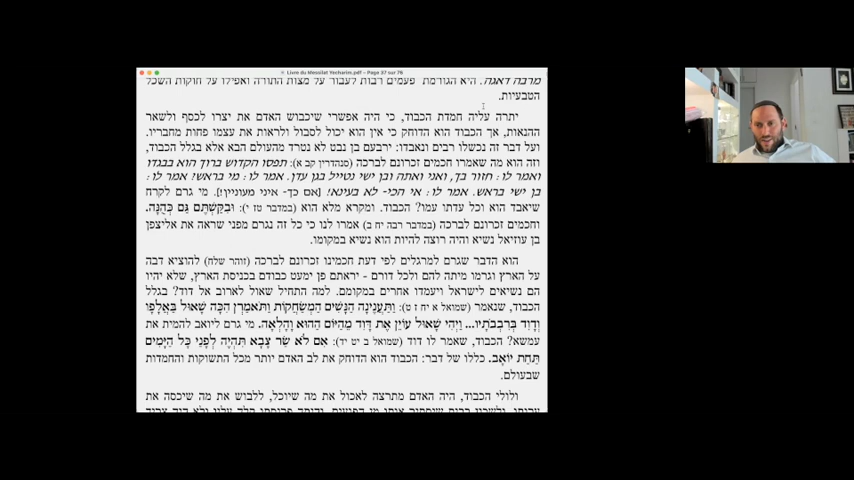 Livre du Messilat Yecharim.pdf – Page 37 sur 78
מרבה דאגה. היא הגורמת פעמים רבות לעבור על מצות התורה ואפילו על חוקות השכל
הטבעיות.
יתרה עליה חמדת הכבוד, כי היה אפשרי שיכבוש האדם את יצרו לכסף ולשאר
ההנאות, אך הכבוד הוא הדוחק כי אין הוא יכול לסבול ולראות את עצמו פחות מחבריו.
ועל דבר זה נכשלו רבים ונאבדו: ירבעם בן נבט לא נטרד מהעולם הבא אלא בגלל הכבוד,
וזה הוא מה שאמרו חכמים זכרונם לברכה (סנהדרין קב א): תפסו הקדוש ברוך הוא בבגדו
ואמר לו: חזור בך, ואני ואתה ובן ישי נטייל בגן עדן. אמר לו: מי בראש? אמר לו:
בן ישי בראש. אמר לו: אי הכי- לא בעינא! [אם כך- איני מעוניין!]. מי גרם לקרח
שיאבד הוא וכל עדתו עמו? הכבוד. ומקרא מלא הוא (במדבר טז י): וּבִקַּשְׁתֶּם גַּם כְּהֻנָּה.
וחכמים זכרונם לברכה (במדבר רבה יח ב) אמרו לנו כי כל זה נגרם מפני שראה את אליצפן
בן עוזיאל נשיא והיה רוצה להיות הוא נשיא במקומו.
הוא הדבר שגרם למרגלים לפי דעת חכמינו זכרונם לברכה (זוהר שלח) להוציא דבה
על הארץ וגרמו מיתה להם ולכל דורם - יראתם פן ימעט כבודם בכניסת הארץ, שלא יהיו
הם נשיאים לישראל ויעמדו אחרים במקומם. למה התחיל שאול לארוב אל דוד? בגלל
הכבוד, שנאמר (שמואל א יח ז ט): וַתַּעֲנֶינָה הַנָּשִׁים הַמְשַׂחֲקוֹת וַתֹּאמַרְןָ הִכָּה שָׁאוּל בַּאֲלָפָו
וְדָוִד בְּרִבְבֹתָיו... וַיְהִי שָׁאוּל עוֹיֵן אֶת דָּוִד מֵהַיּוֹם הַהוּא וָהָלְאָה. מי גרם ליואב להמית את
עמשא? הכבוד, שאמר לו דוד (שמואל ב יט יד): אִם לֹא שַׂר צָבָא תִּהְיֶה לְפָנַי כָּל הַיָּמִים
תַּחַת יוֹאָב. כללו של דבר: הכבוד הוא הדוחק את לב האדם יותר מכל התשוקות והחמדות
שבעולם.
ולולי הכבוד, היה האדם מתרצה לאכול את מה שיוכל, ללבוש את מה שיכסה את